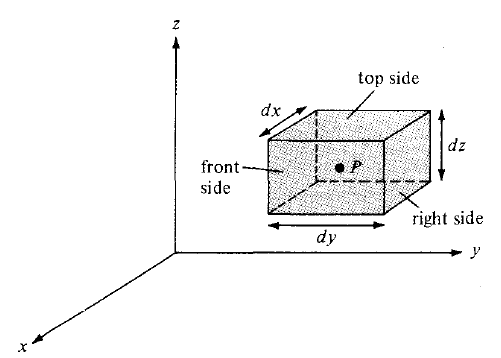 z
top side
dx
dz
front
side
P
right side
dy
y
x